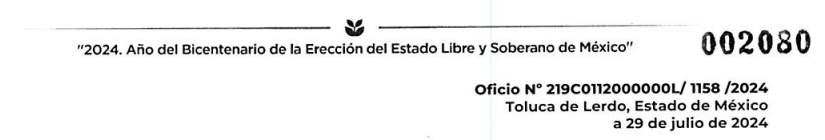 "2024. Año del Bicentenario de la Erección del Estado Libre y Soberano de México"
002080
Oficio Nº 219C0112000000L/ 1158 /2024
Toluca de Lerdo, Estado de México
a 29 de julio de 2024